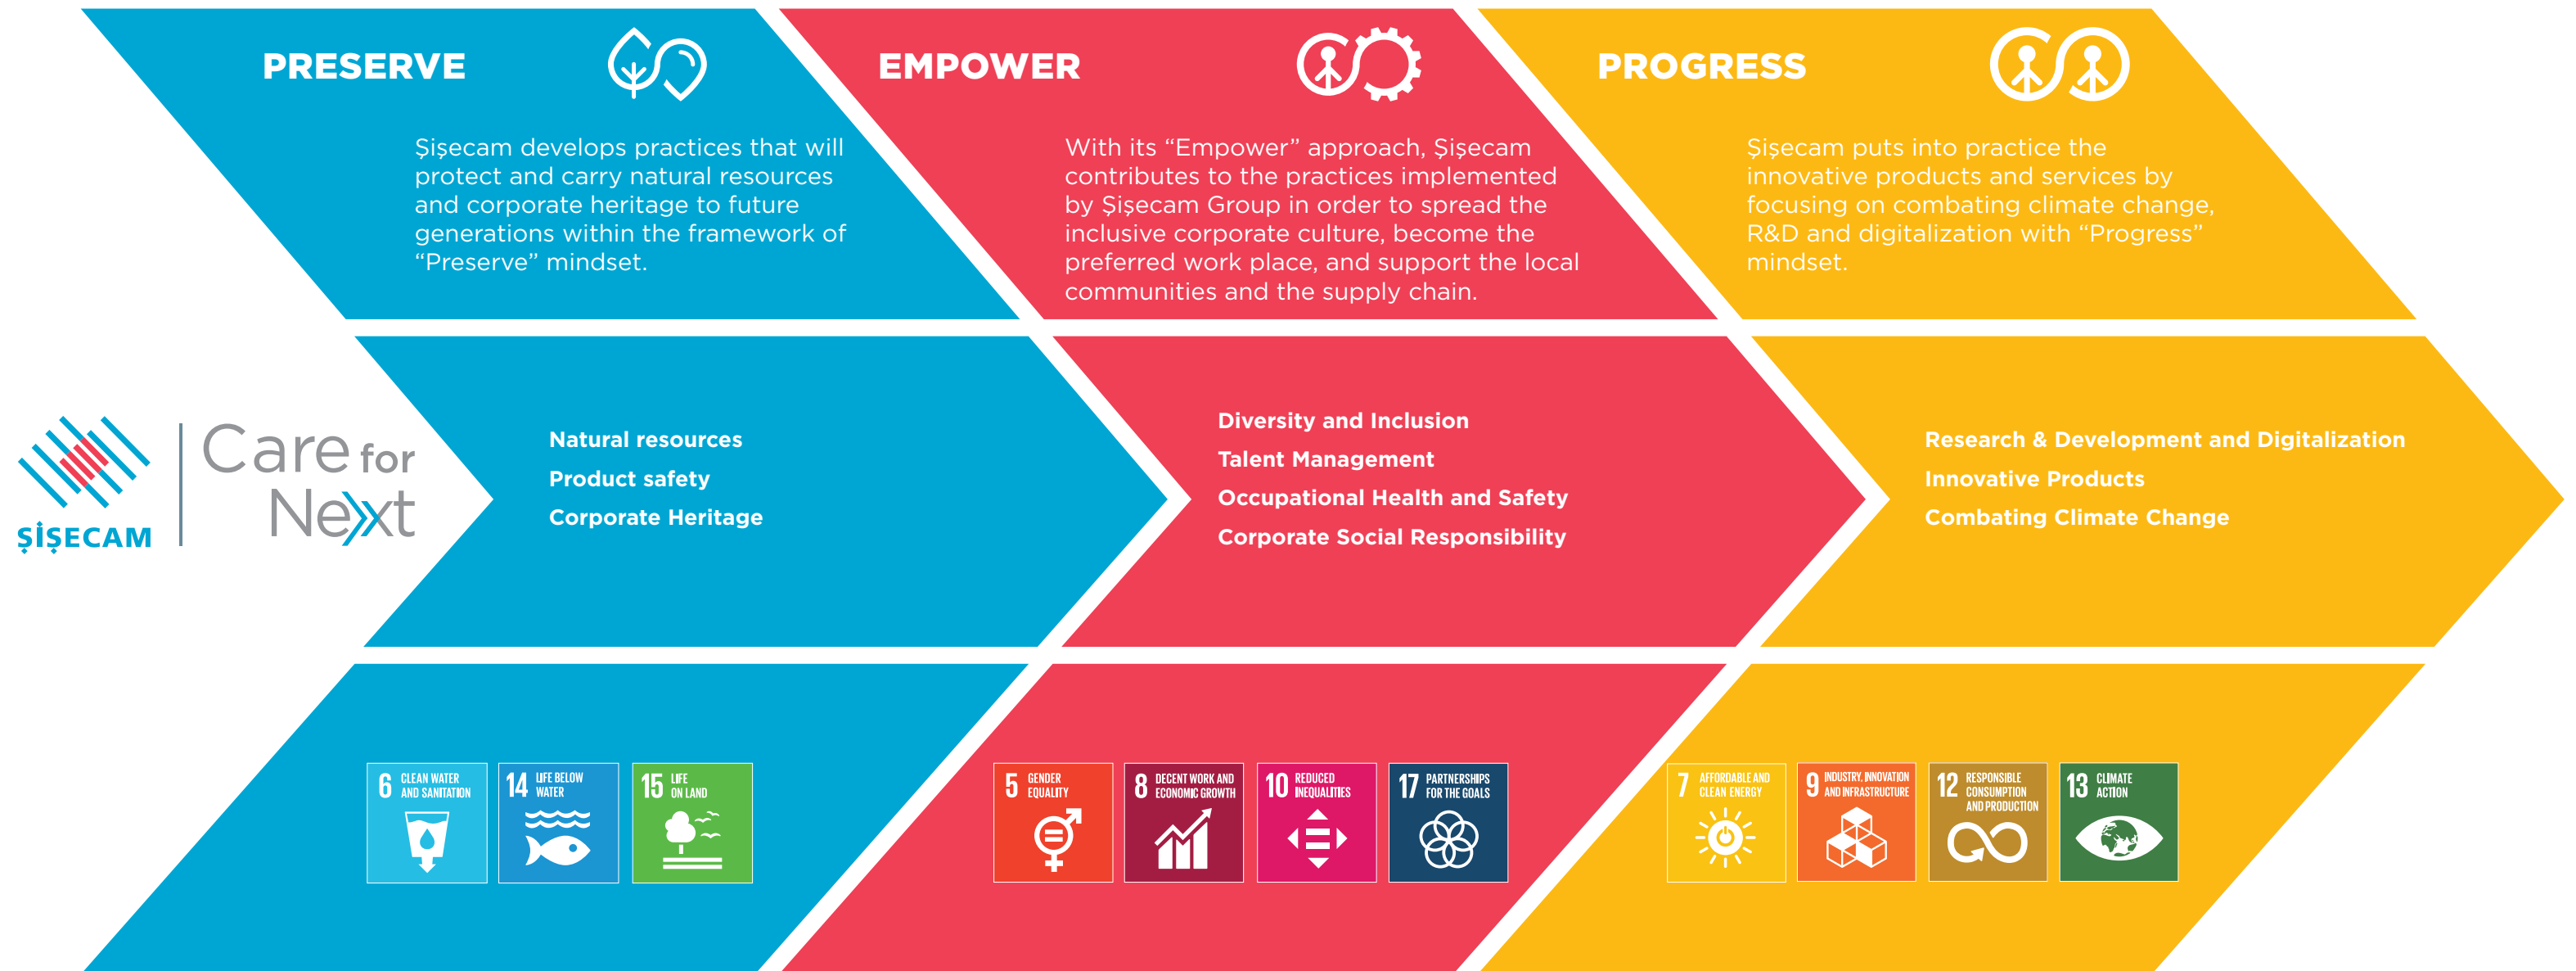 PRESERVE
Şişecam develops practices that will
protect and carry natural resources
and corporate heritage to future
generations within the framework of
“Preserve” mindset.
EMPOWER
With its “Empower” approach, Şişecam
contributes to the practices implemented
by Şişecam Group in order to spread the
inclusive corporate culture, become the
preferred work place, and support the local
communities and the supply chain.
PROGRESS
Şişecam puts into practice the
innovative products and services by
focusing on combating climate change,
R&D and digitalization with “Progress”
mindset.
ŞİŞECAM
Care for
Next
Natural resources
Product safety
Corporate Heritage
Diversity and Inclusion
Talent Management
Occupational Health and Safety
Corporate Social Responsibility
Research & Development and Digitalization
Innovative Products
Combating Climate Change
6 CLEAN WATER
AND SANITATION
14 LIFE BELOW
WATER
15 LIFE
ON LAND
5 GENDER
EQUALITY
8 DECENT WORK AND
ECONOMIC GROWTH
10 REDUCED
INEQUALITIES
17 PARTNERSHIPS
FOR THE GOALS
7 AFFORDABLE AND
CLEAN ENERGY
9 INDUSTRY, INNOVATION
AND INFRASTRUCTURE
12 RESPONSIBLE
CONSUMPTION
AND PRODUCTION
13 CLIMATE
ACTION